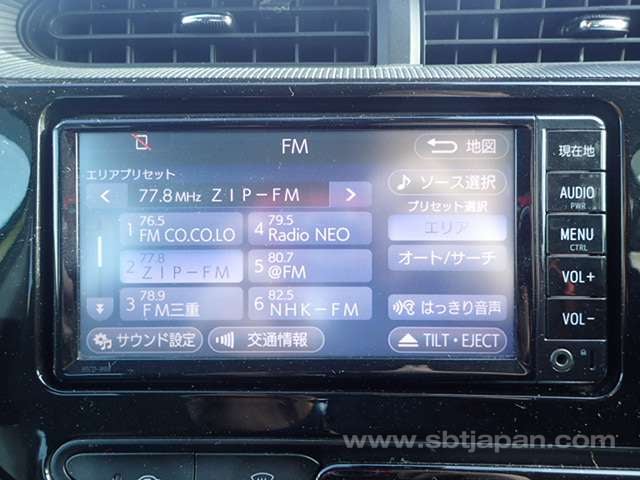 FM
地図
エリアプリセット
77.8 MHz ZIP-FM
ソース選択
プリセット選択
76.5
1 FM CO.CO.LO
79.5
4 Radio NEO
エリア
77.8
2 ZIP-FM
80.7
5 @FM
オート/サーチ
78.9
3 FM三重
82.5
6 NHK-FM
はっきり音声
サウンド設定
交通情報
TILT・EJECT
現在地
AUDIO
PWR
MENU
CTRL
VOL+
VOL-
www.sbtjapan.com